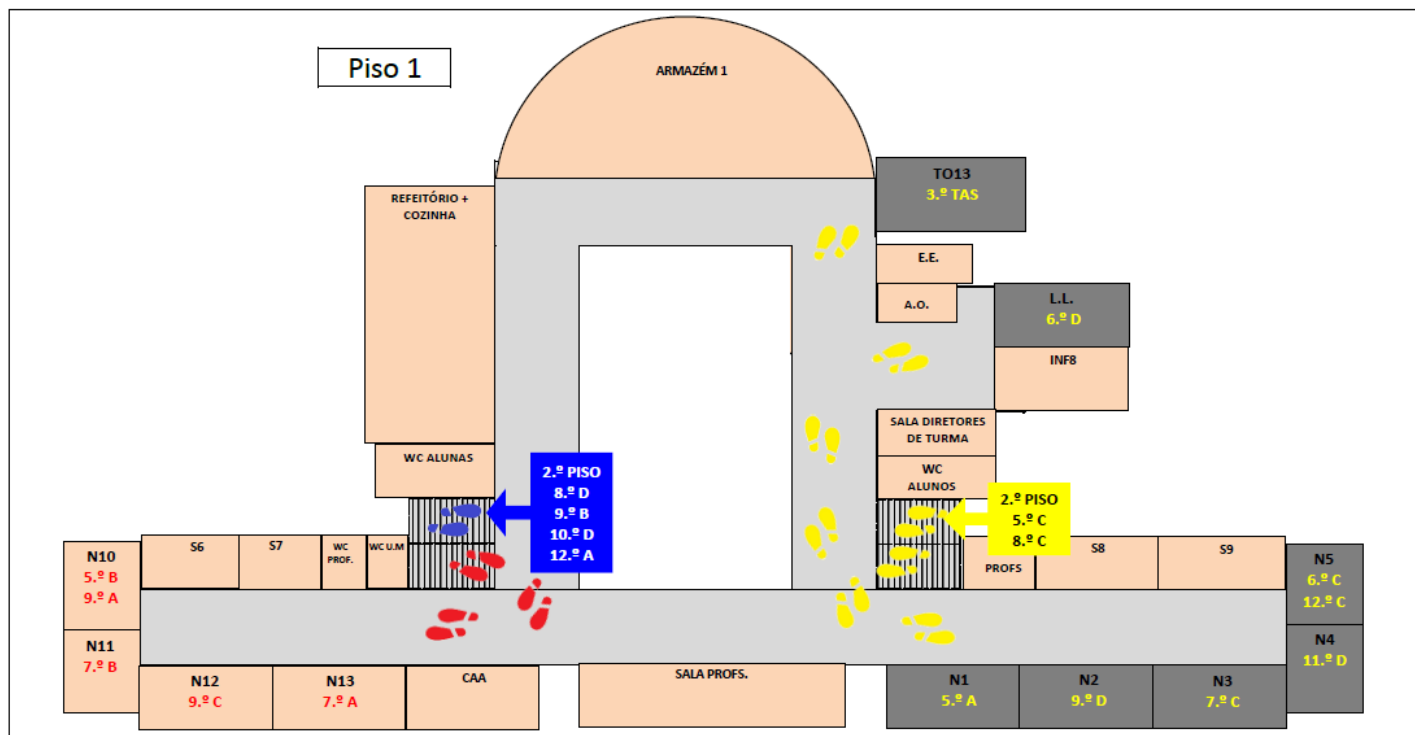 Piso 1
ARMAZÉM 1
TO13
3.º TAS
REFEITÓRIO +
COZINHA
E.E.
A.O.
L.L.
6.º D
INF8
SALA DIRETORES
DE TURMA
WC ALUNAS
WC
ALUNOS
2.º PISO
8.º D
9.º B
10.º D
12.º A
2.º PISO
5.º C
8.º C
N10
5.º B
9.º A
S6
S7
WC
PROF.
WC U.M
PROFS
S8
S9
N5
6.º C
12.º C
N11
7.º B
N4
11.º D
N12
9.º C
N13
7.º A
CAA
SALA PROFS.
N1
5.º A
N2
9.º D
N3
7.º C